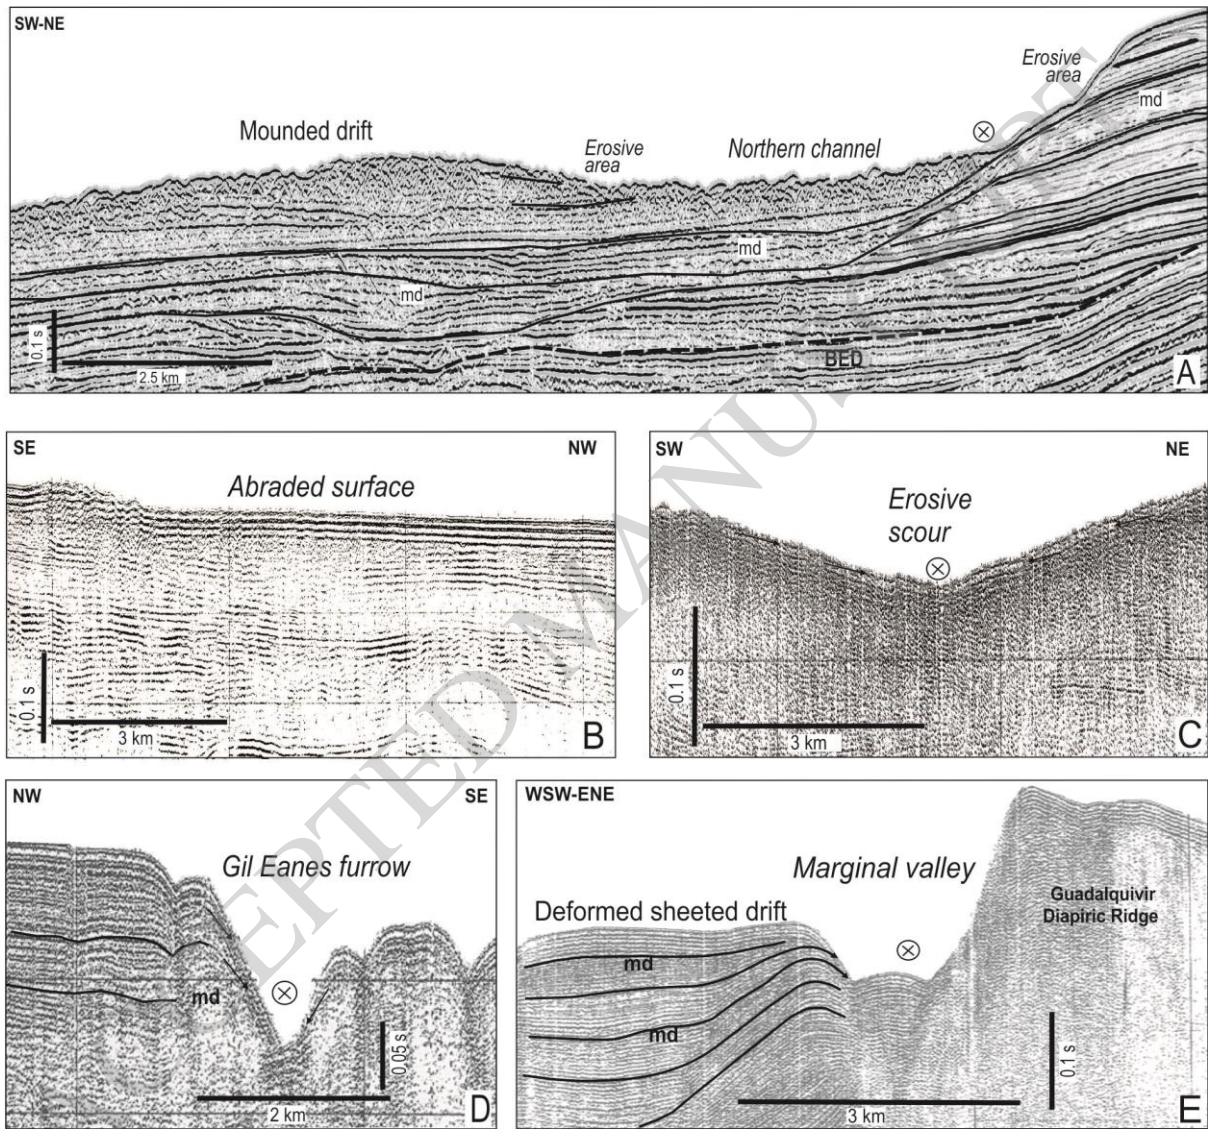 SW-NE
Erosive
area
md
Mounded drift
Erosive
area
Northern channel
md
md
0.1 s
2.5 km
BED
A
SE
NW
Abraded surface
0.1 s
3 km
B
SW
NE
Erosive
scour
0.1 s
3 km
C
NW
SE
Gil Eanes furrow
md
0.05 s
2 km
D
WSW-ENE
Marginal valley
Guadalquivir
Diapiric Ridge
Deformed sheeted drift
md
md
0.1 s
3 km
E